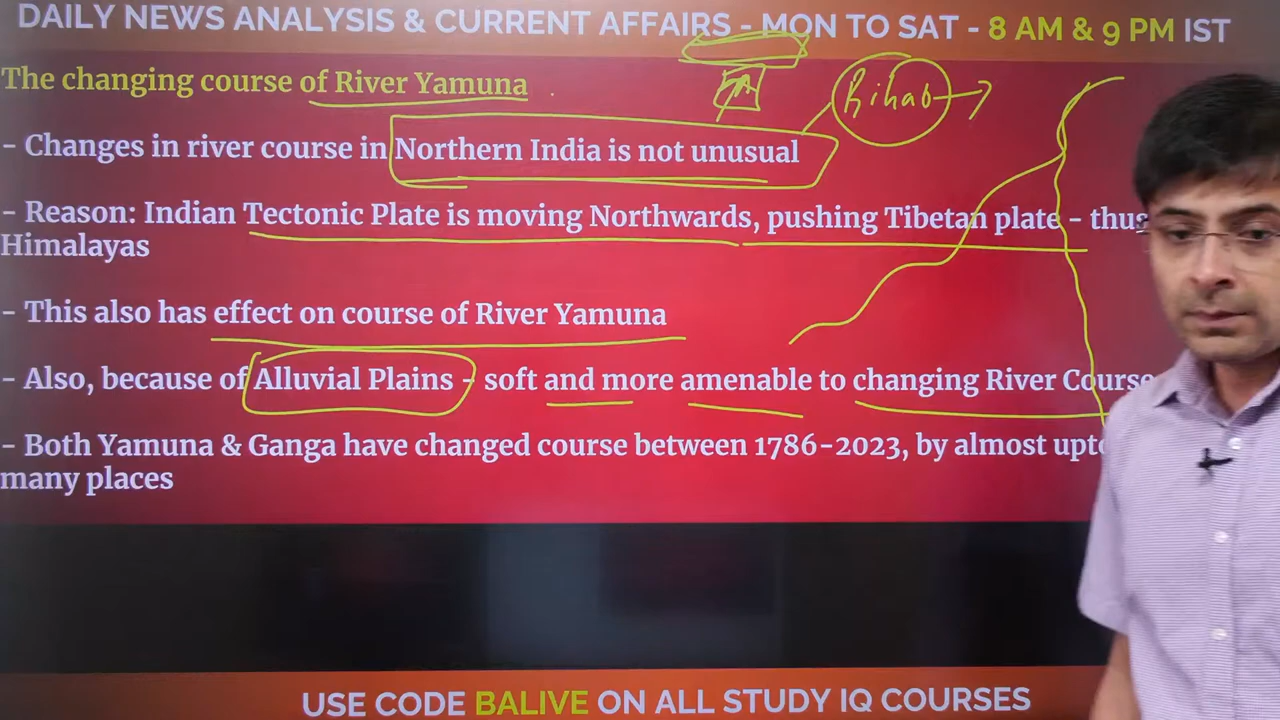 DAILY NEWS ANALYSIS & CURRENT AFFAIRS - MON TO SAT - 8 AM & 9 PM IST
The changing course of River Yamuna
Bihar
- Changes in river course in Northern India is not unusual
- Reason: Indian Tectonic Plate is moving Northwards, pushing Tibetan plate - thus
Himalayas
- This also has effect on course of River Yamuna
- Also, because of Alluvial Plains - soft and more amenable to changing River Course
- Both Yamuna & Ganga have changed course between 1786-2023, by almost upto
many places
USE CODE BALIVE ON ALL STUDY IQ COURSES